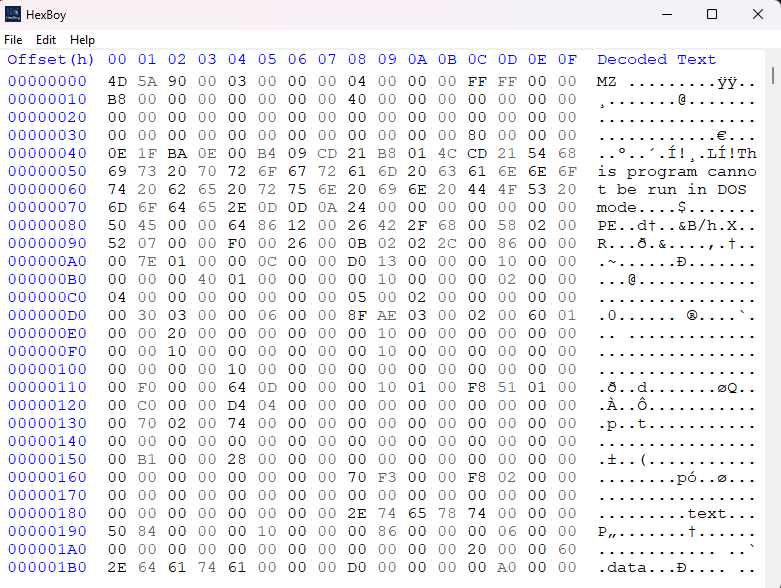 HexBoy
File Edit Help
Offset(h) 00 01 02 03 04 05 06 07 08 09 0A 0B 0C 0D 0E 0F Decoded Text
00000000 4D 5A 90 00 03 00 00 00 04 00 00 00 FF FF 00 00 MZ .........ÿÿ..
00000010 B8 00 00 00 00 00 00 00 40 00 00 00 00 00 00 00 ¸.......@.......
00000020 00 00 00 00 00 00 00 00 00 00 00 00 00 00 00 00 ................
00000030 00 00 00 00 00 00 00 00 00 00 00 00 80 00 00 00 ............€...
00000040 0E 1F BA 0E 00 B4 09 CD 21 B8 01 4C CD 21 54 68 ..º..´.Í!¸.LÍ!Th
00000050 69 73 20 70 72 6F 67 72 61 6D 20 63 61 6E 6E 6F is program canno
00000060 74 20 62 65 20 72 75 6E 20 69 6E 20 44 4F 53 20 t be run in DOS
00000070 6D 6F 64 65 2E 0D 0D 0A 24 00 00 00 00 00 00 00 mode....$.......
00000080 50 45 00 00 64 86 12 00 26 42 2F 68 00 58 02 00 PE..d†..&B/h.X..
00000090 52 07 00 00 F0 00 26 00 0B 02 02 2C 00 86 00 00 R...ð.&....,.†..
000000A0 00 7E 01 00 00 0C 00 00 D0 13 00 00 00 10 00 00 .~......Ð.......
000000B0 00 00 00 40 01 00 00 00 00 10 00 00 00 02 00 00 ...@............
000000C0 04 00 00 00 00 00 00 00 05 00 02 00 00 00 00 00 ................
000000D0 00 30 03 00 00 06 00 00 8F AE 03 00 02 00 60 01 .0...... ®....`.
000000E0 00 00 20 00 00 00 00 00 00 10 00 00 00 00 00 00 .. .............
000000F0 00 00 10 00 00 00 00 00 00 10 00 00 00 00 00 00 ................
00000100 00 00 00 00 10 00 00 00 00 00 00 00 00 00 00 00 ................
00000110 00 F0 00 00 64 0D 00 00 00 10 01 00 F8 51 01 00 .ð..d.......øQ..
00000120 00 C0 00 00 D4 04 00 00 00 00 00 00 00 00 00 00 .À..Ô...........
00000130 00 70 02 00 74 00 00 00 00 00 00 00 00 00 00 00 .p..t...........
00000140 00 00 00 00 00 00 00 00 00 00 00 00 00 00 00 00 ................
00000150 00 B1 00 00 28 00 00 00 00 00 00 00 00 00 00 00 .±..(...........
00000160 00 00 00 00 00 00 00 00 70 F3 00 00 F8 02 00 00 ........pó..ø...
00000170 00 00 00 00 00 00 00 00 00 00 00 00 00 00 00 00 ................
00000180 00 00 00 00 00 00 00 00 2E 74 65 78 74 00 00 00 .........text...
00000190 50 84 00 00 00 10 00 00 00 86 00 00 00 06 00 00 P„.......†......
000001A0 00 00 00 00 00 00 00 00 00 00 00 00 20 00 00 60 ............ ..`
000001B0 2E 64 61 74 61 00 00 00 D0 00 00 00 00 A0 00 00 .data...Ð.... ..